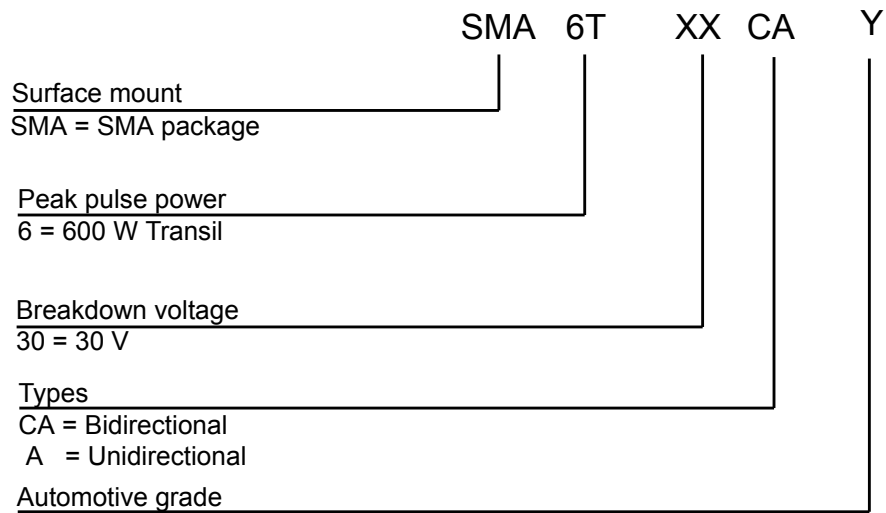 SMA 6T XX CA Y
Surface mount
SMA = SMA package
Peak pulse power
6 = 600 W Transil
Breakdown voltage
30 = 30 V
Types
CA = Bidirectional
A = Unidirectional
Automotive grade